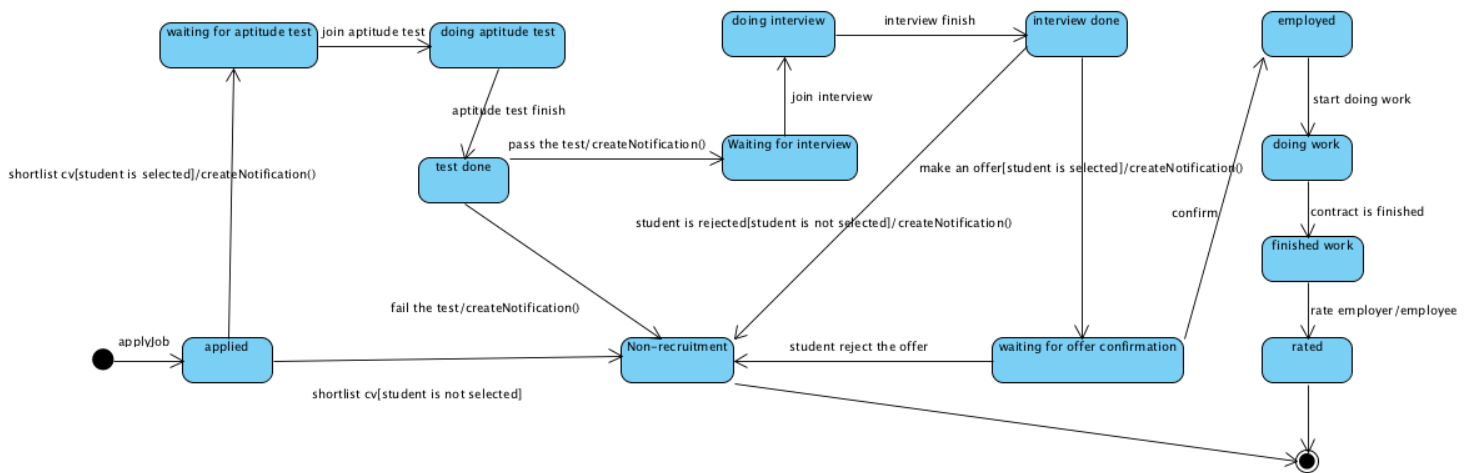 doing interview
interview finish
interview done
employed
waiting for aptitude test
join aptitude test
doing aptitude test
join interview
start doing work
aptitude test finish
pass the test/createNotification()
Waiting for interview
doing work
test done
make an offer[student is selected]/createNotification()
shortlist cv[student is selected]/createNotification()
confirm
contract is finished
student is rejected[student is not selected]/createNotification()
finished work
fail the test/createNotification()
rate employer/employee
applyJob
applied
Non-recruitment
student reject the offer
waiting for offer confirmation
rated
shortlist cv[student is not selected]